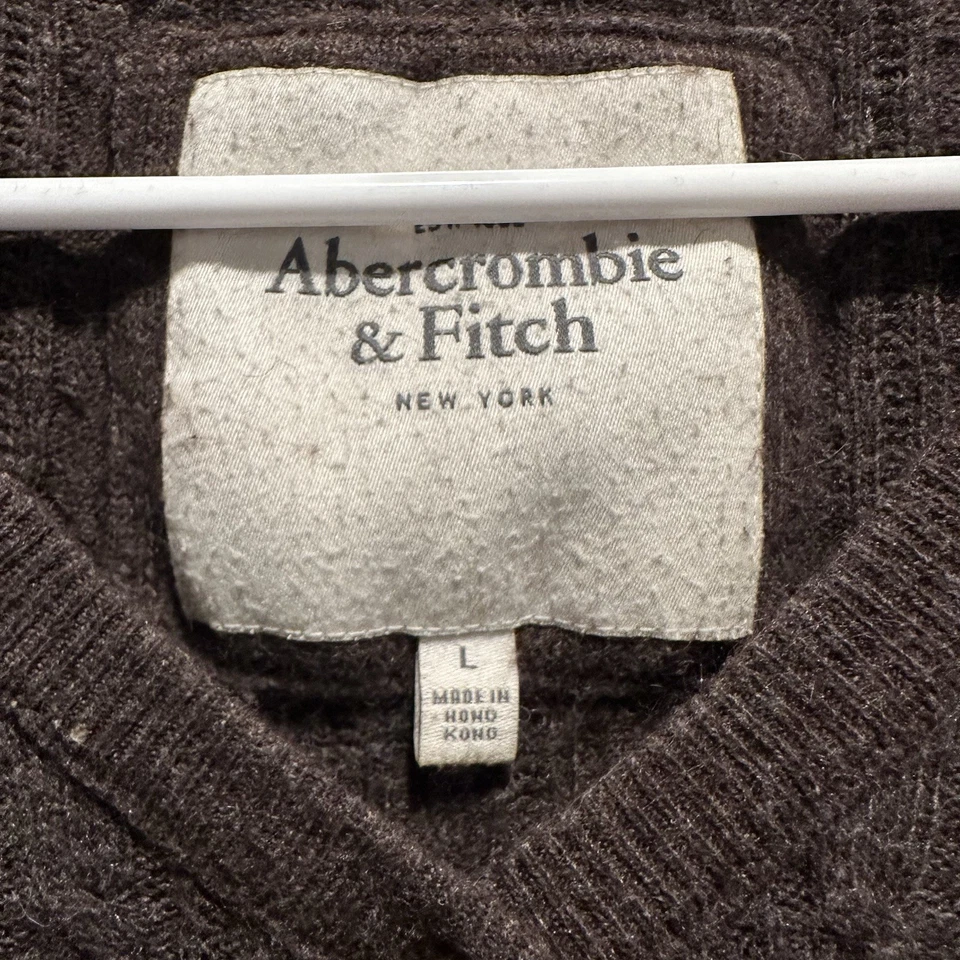 Abercrombie
& Fitch
NEW YORK
L
MADE IN
HONG
KONG